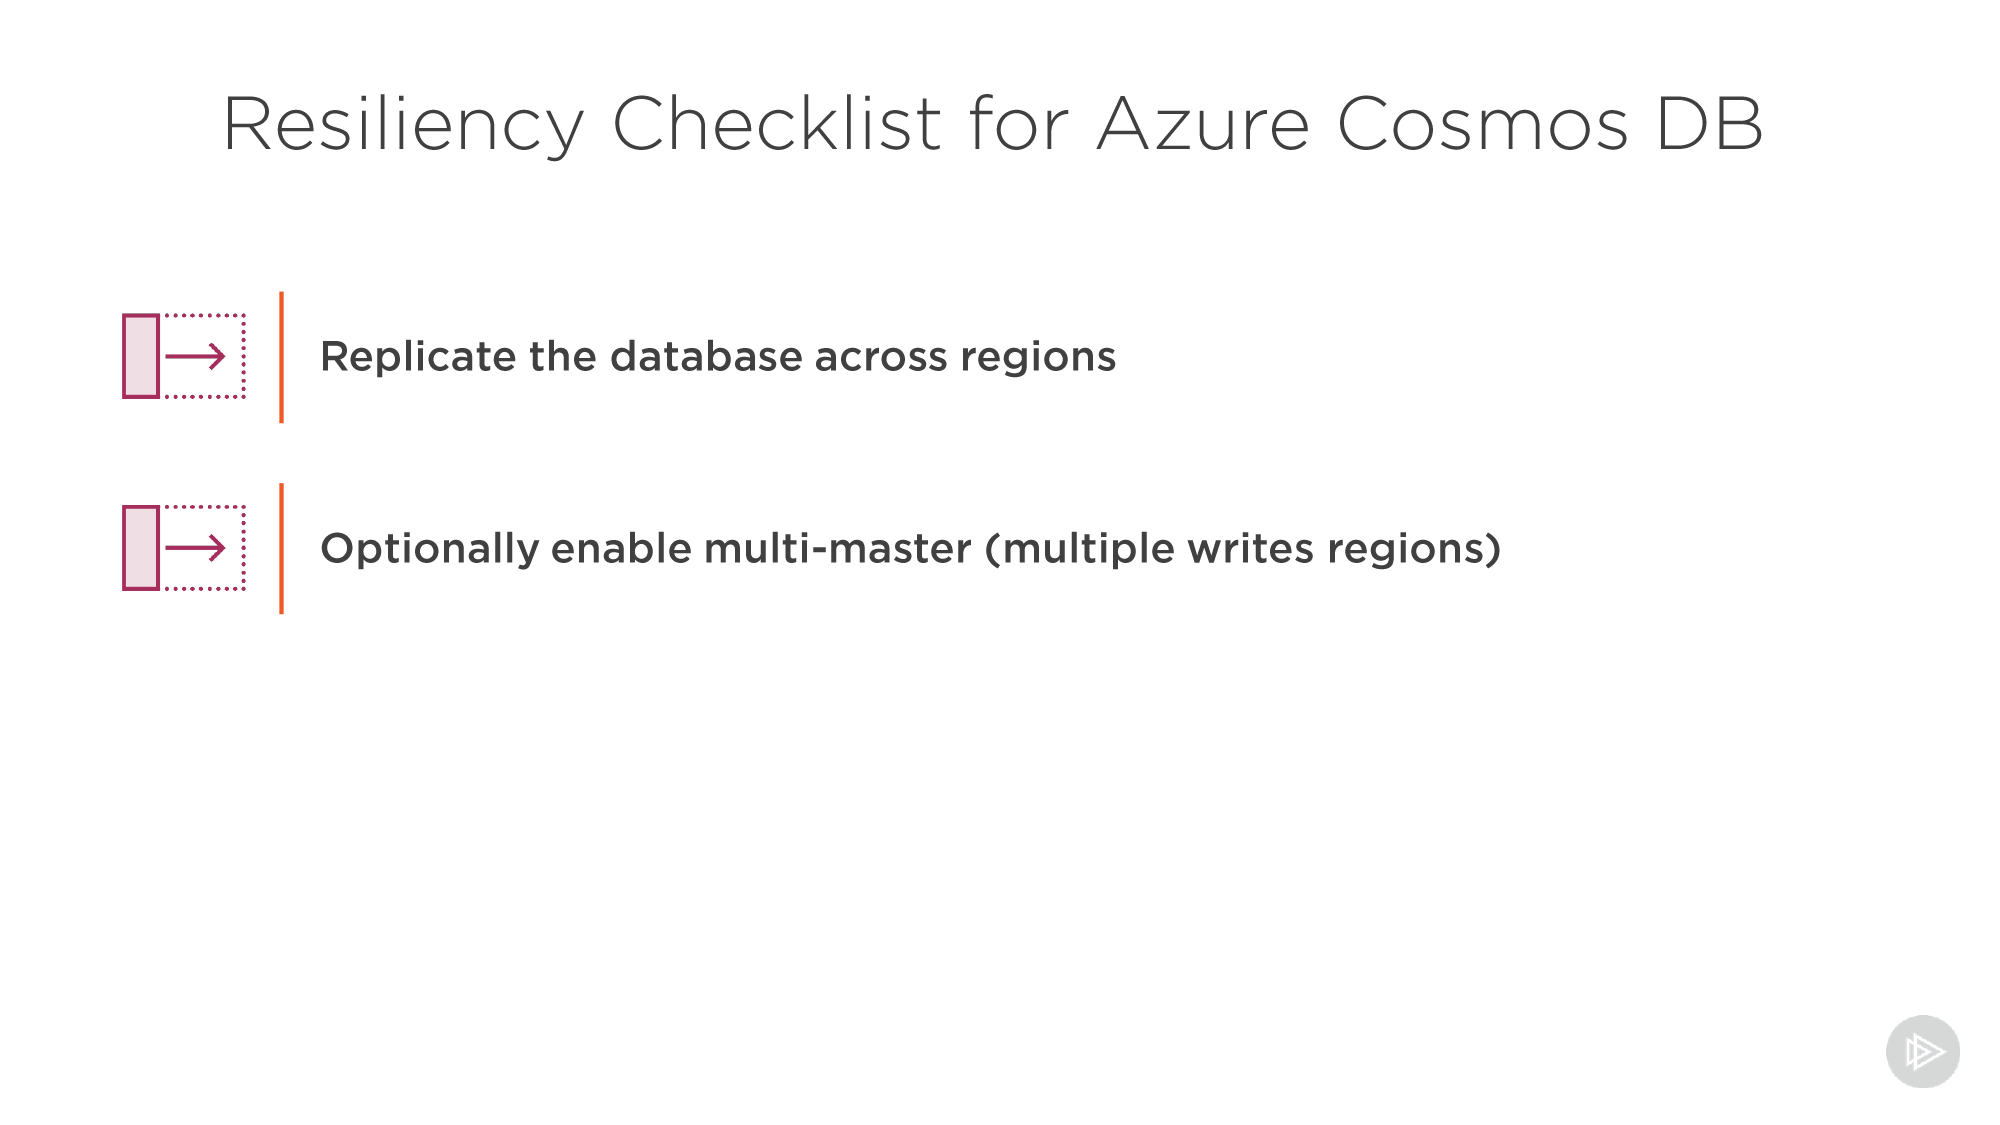 Resiliency Checklist for Azure Cosmos DB
Replicate the database across regions
Optionally enable multi-master (multiple writes regions)